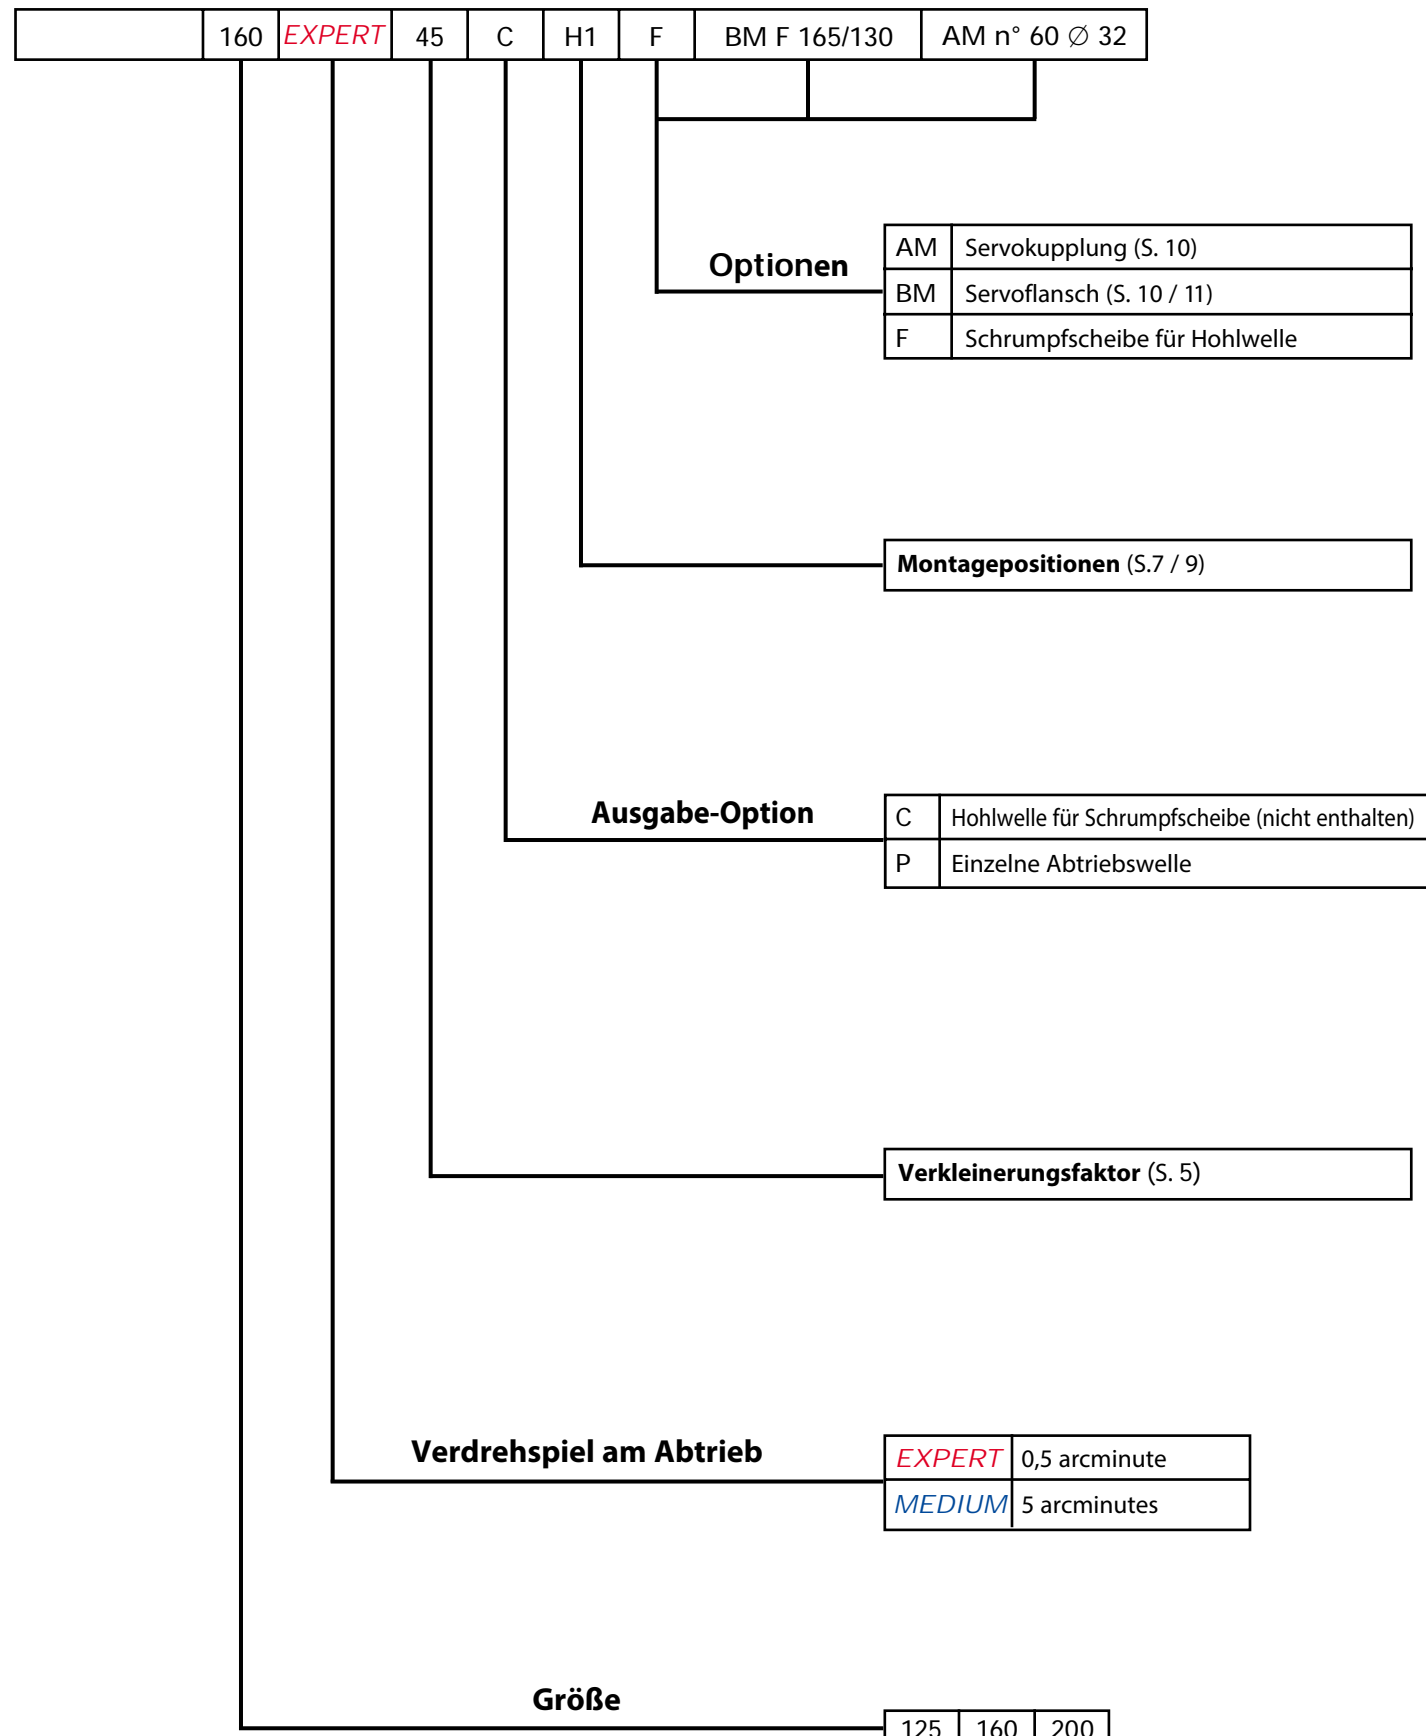 160 EXPERT 45 C H1 F BM F 165/130 AM n° 60 ∅ 32
Optionen
AM Servokupplung (S. 10)
BM Servoflansch (S. 10 / 11)
F Schrumpfscheibe für Hohlwelle
Montagepositionen (S.7 / 9)
Ausgabe-Option
C Hohlwelle für Schrumpfscheibe (nicht enthalten)
P Einzelne Abtriebswelle
Verkleinerungsfaktor (S. 5)
Verdrehspiel am Abtrieb
EXPERT 0,5 arcminute
MEDIUM 5 arcminutes
Größe
125 160 200